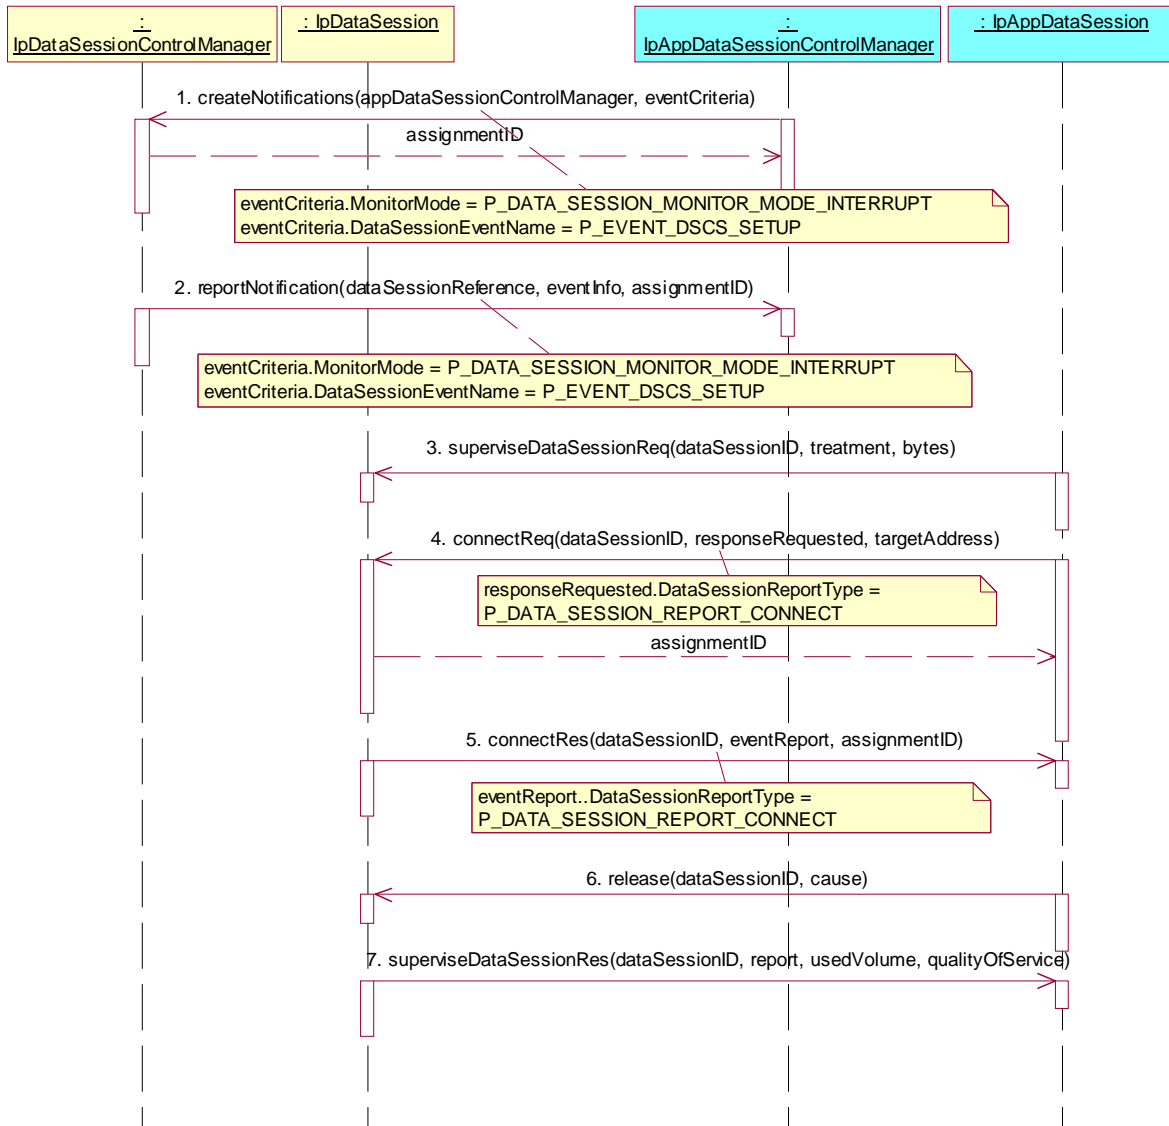 :
IpDataSessionControlManager
: IpDataSession
:
IpAppDataSessionControlManager
: IpAppDataSession
1. createNotifications(appDataSessionControlManager, eventCriteria)
assignmentID
eventCriteria.MonitorMode = P_DATA_SESSION_MONITOR_MODE_INTERRUPT
eventCriteria.DataSessionEventName = P_EVENT_DSCS_SETUP
2. reportNotification(dataSessionReference, eventInfo, assignmentID)
eventCriteria.MonitorMode = P_DATA_SESSION_MONITOR_MODE_INTERRUPT
eventCriteria.DataSessionEventName = P_EVENT_DSCS_SETUP
3. superviseDataSessionReq(dataSessionID, treatment, bytes)
4. connectReq(dataSessionID, responseRequested, targetAddress)
responseRequested.DataSessionReportType =
P_DATA_SESSION_REPORT_CONNECT
assignmentID
5. connectRes(dataSessionID, eventReport, assignmentID)
eventReport..DataSessionReportType =
P_DATA_SESSION_REPORT_CONNECT
6. release(dataSessionID, cause)
7. superviseDataSessionRes(dataSessionID, report, usedVolume, qualityOfService)